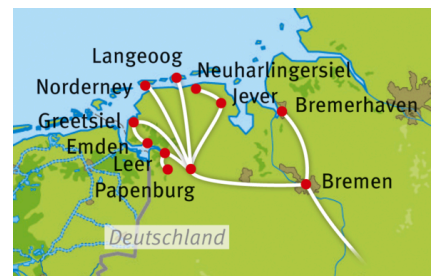 Langeoog
Norderney
Neuharlingersiel
Jever
Greetsiel
Bremerhaven
Emden
Leer
Papenburg
Bremen
Deutschland